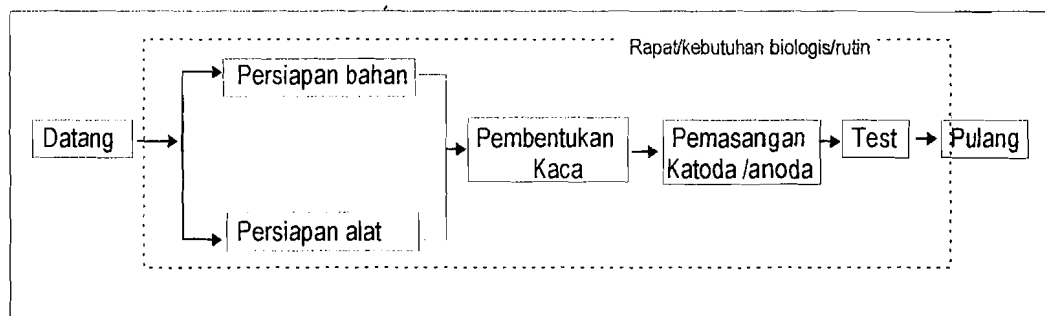 Rapat/kebutuhan biologis/rutin
Persiapan bahan
Datang
Pembentukan
Kaca
Pemasangan
Katoda /anoda
Test
Pulang
Persiapan alat